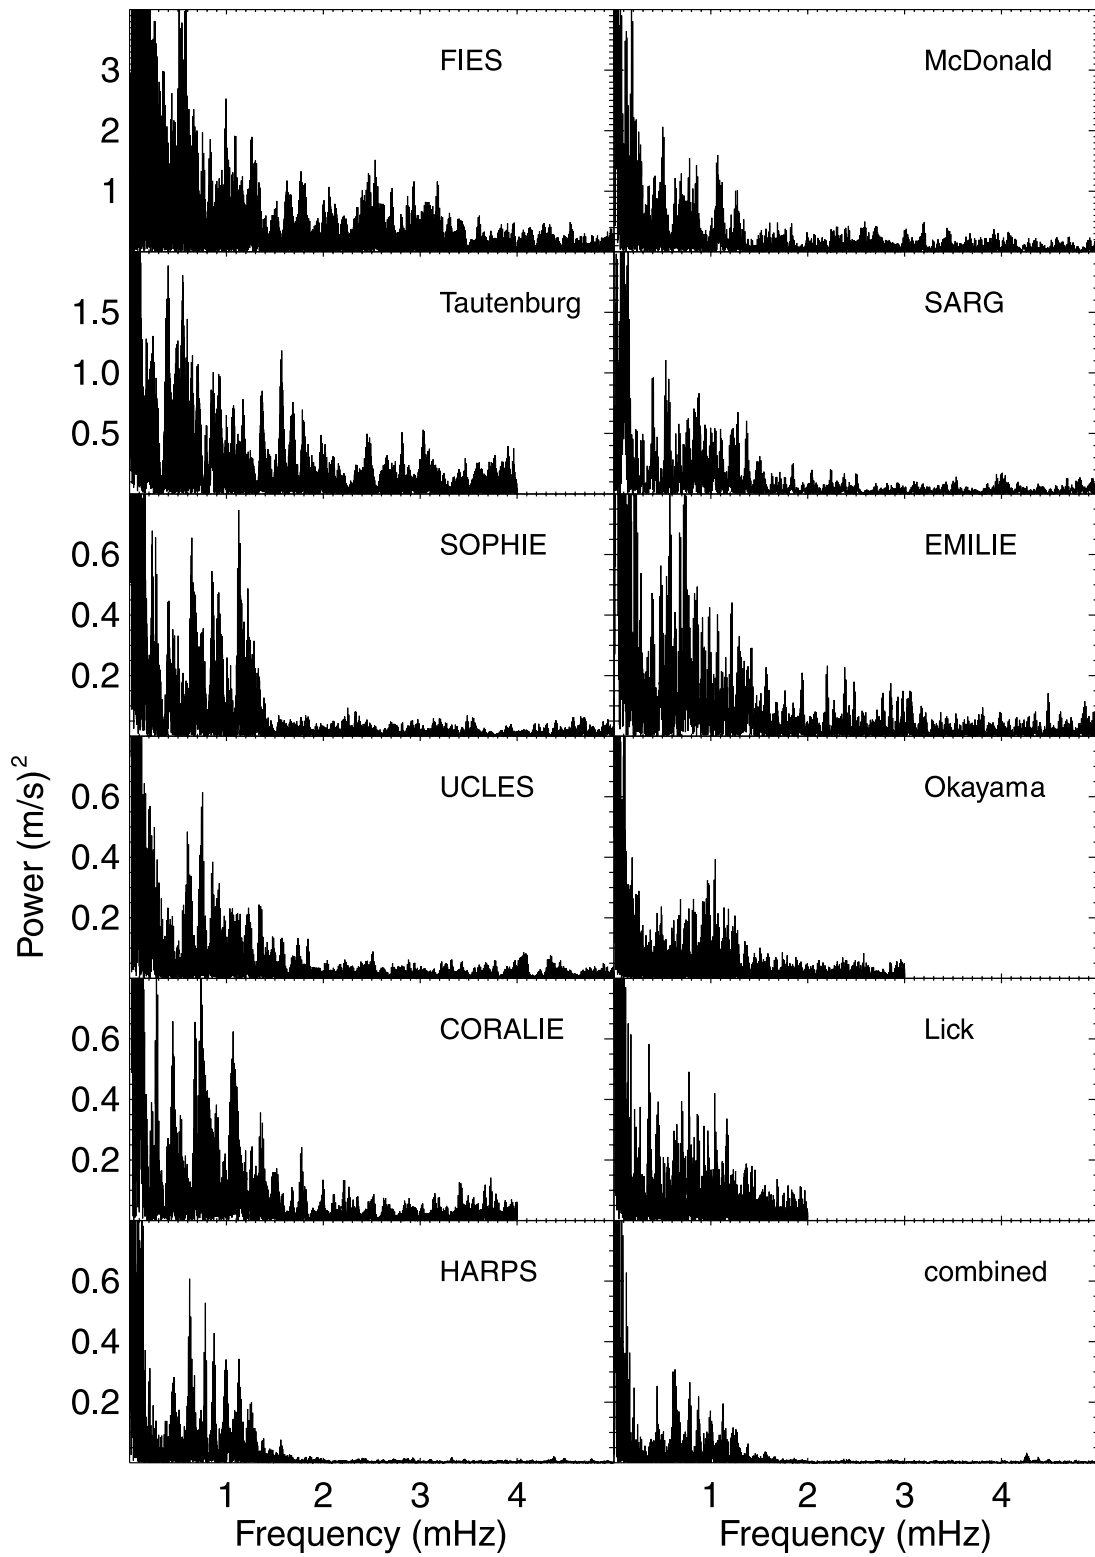 FIES
McDonald
3
2
1
Tautenburg
SARG
1.5
1.0
0.5
SOPHIE
EMILIE
0.6
0.4
0.2
UCLES
Okayama
0.6
0.4
0.2
CORALIE
Lick
0.6
0.4
0.2
HARPS
combined
0.6
0.4
0.2
Power (m/s)²
1 2 3 4
1 2 3 4
Frequency (mHz)
Frequency (mHz)